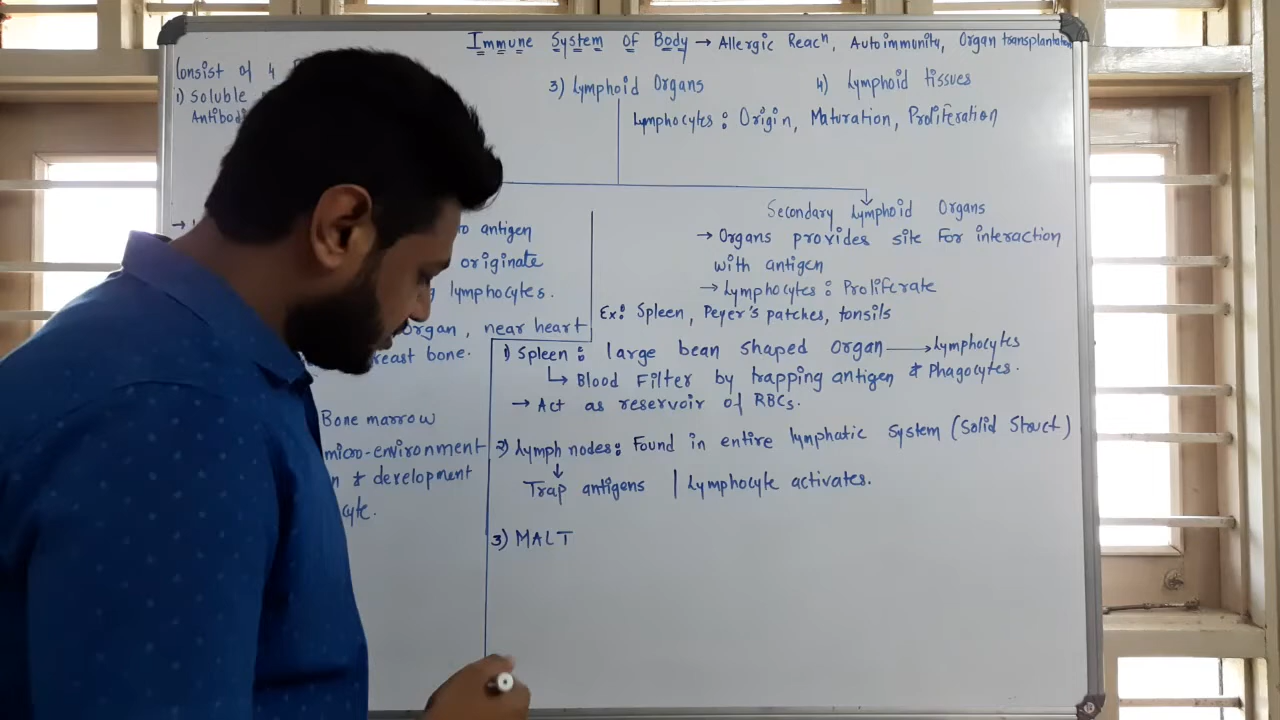 Immune System of Body → Allergic Reacⁿ, Autoimmunity, Organ transplantation
Consist of 4
1) Soluble
Antibodi
3) Lymphoid Organs
4) Lymphoid tissues
Lymphocytes : Origin, Maturation, Proliferation
antigen
originate
lymphocytes.
organ, near heart
reast bone.
Bone marrow
micro-environment
n & development
cyte.
Secondary Lymphoid Organs
→ Organs provides site For interaction
with antigen
→ Lymphocytes : Proliferate
Ex: Spleen, Peyer's patches, tonsils
1) Spleen : large bean shaped Organ → Lymphocytes
↳ Blood Filter by trapping antigen & Phagocytes.
→ Act as reservoir of RBCs.
2) Lymph nodes: Found in entire lymphatic System (Solid Struct)
↓
Trap antigens | Lymphocyte activates.
3) MALT